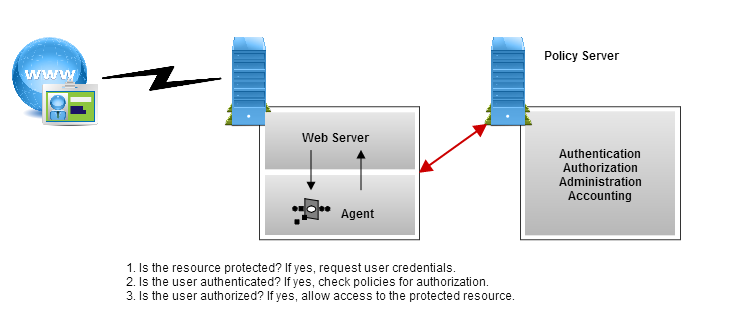 www
Policy Server
Web Server
Agent
Authentication
Authorization
Administration
Accounting
1. Is the resource protected? If yes, request user credentials.
2. Is the user authenticated? If yes, check policies for authorization.
3. Is the user authorized? If yes, allow access to the protected resource.